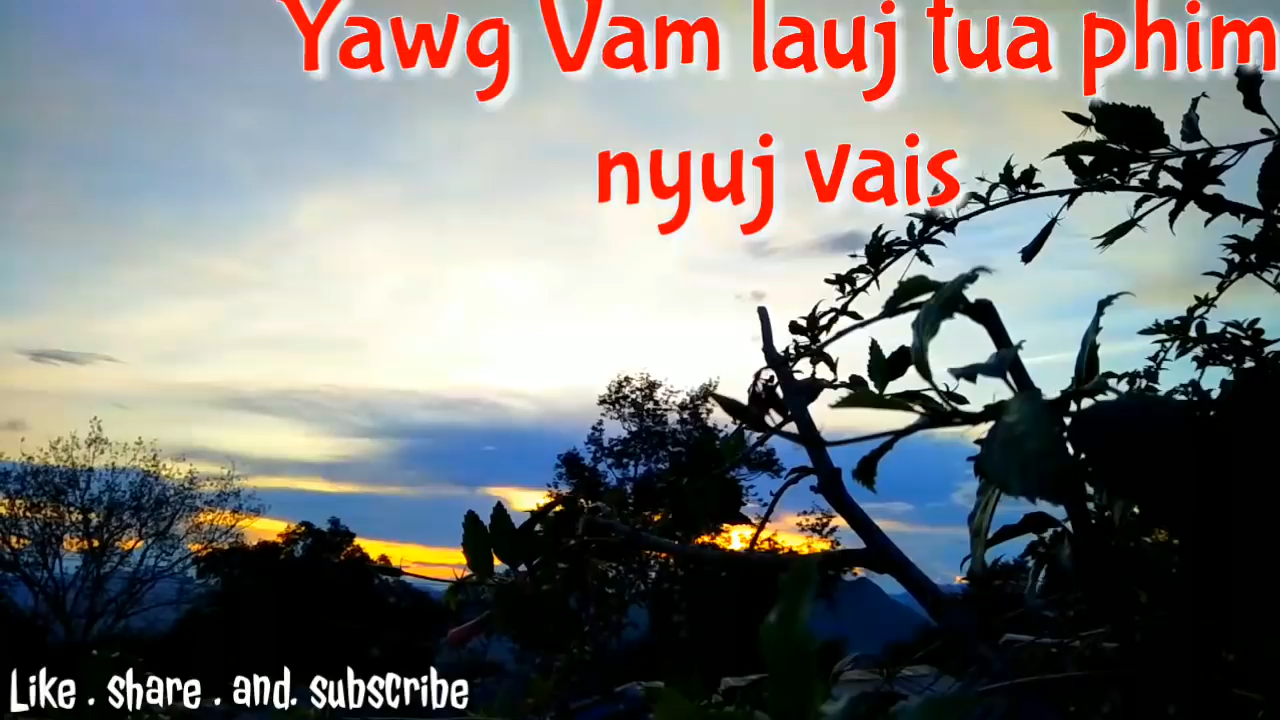 Yawg Vam lauj tua phim
nyuj vais
Like . share . and. subscribe